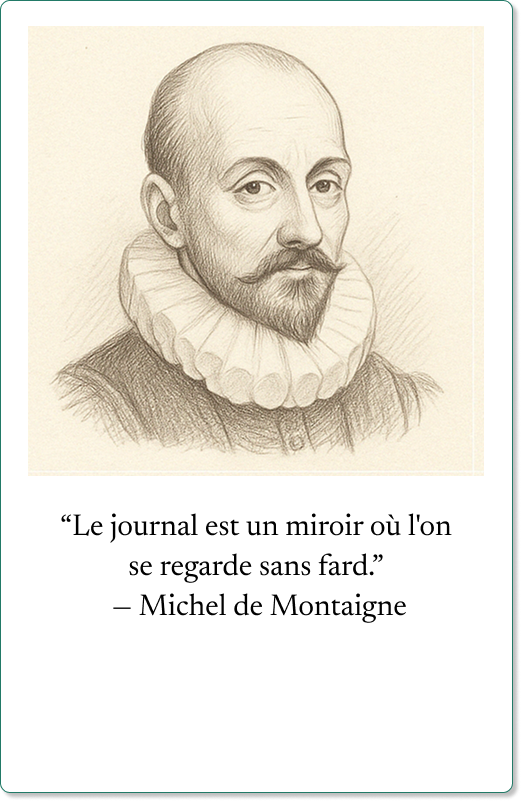 “Le journal est un miroir où l'on
se regarde sans fard.”
— Michel de Montaigne